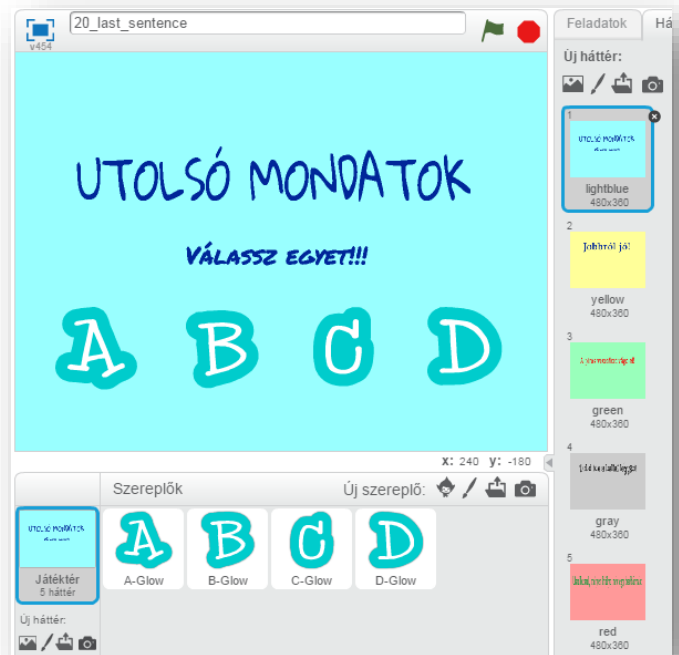 20_last_sentence
v454
UTOLSÓ MONDATOK
VÁLASSZ EGYET!!!
A B C D
x: 240 y: -180
Szereplők
Új szereplő:
UTOLSÓ MONDATOK
Játéktér
5 háttér
Új háttér:
A-Glow
B-Glow
C-Glow
D-Glow
Feladatok
Há
Új háttér:
1
UTOLSÓ MONDATOK
lightblue
480x360
2
Jobbról jól
yellow
480x360
3
green
480x360
4
gray
480x360
5
red
480x360